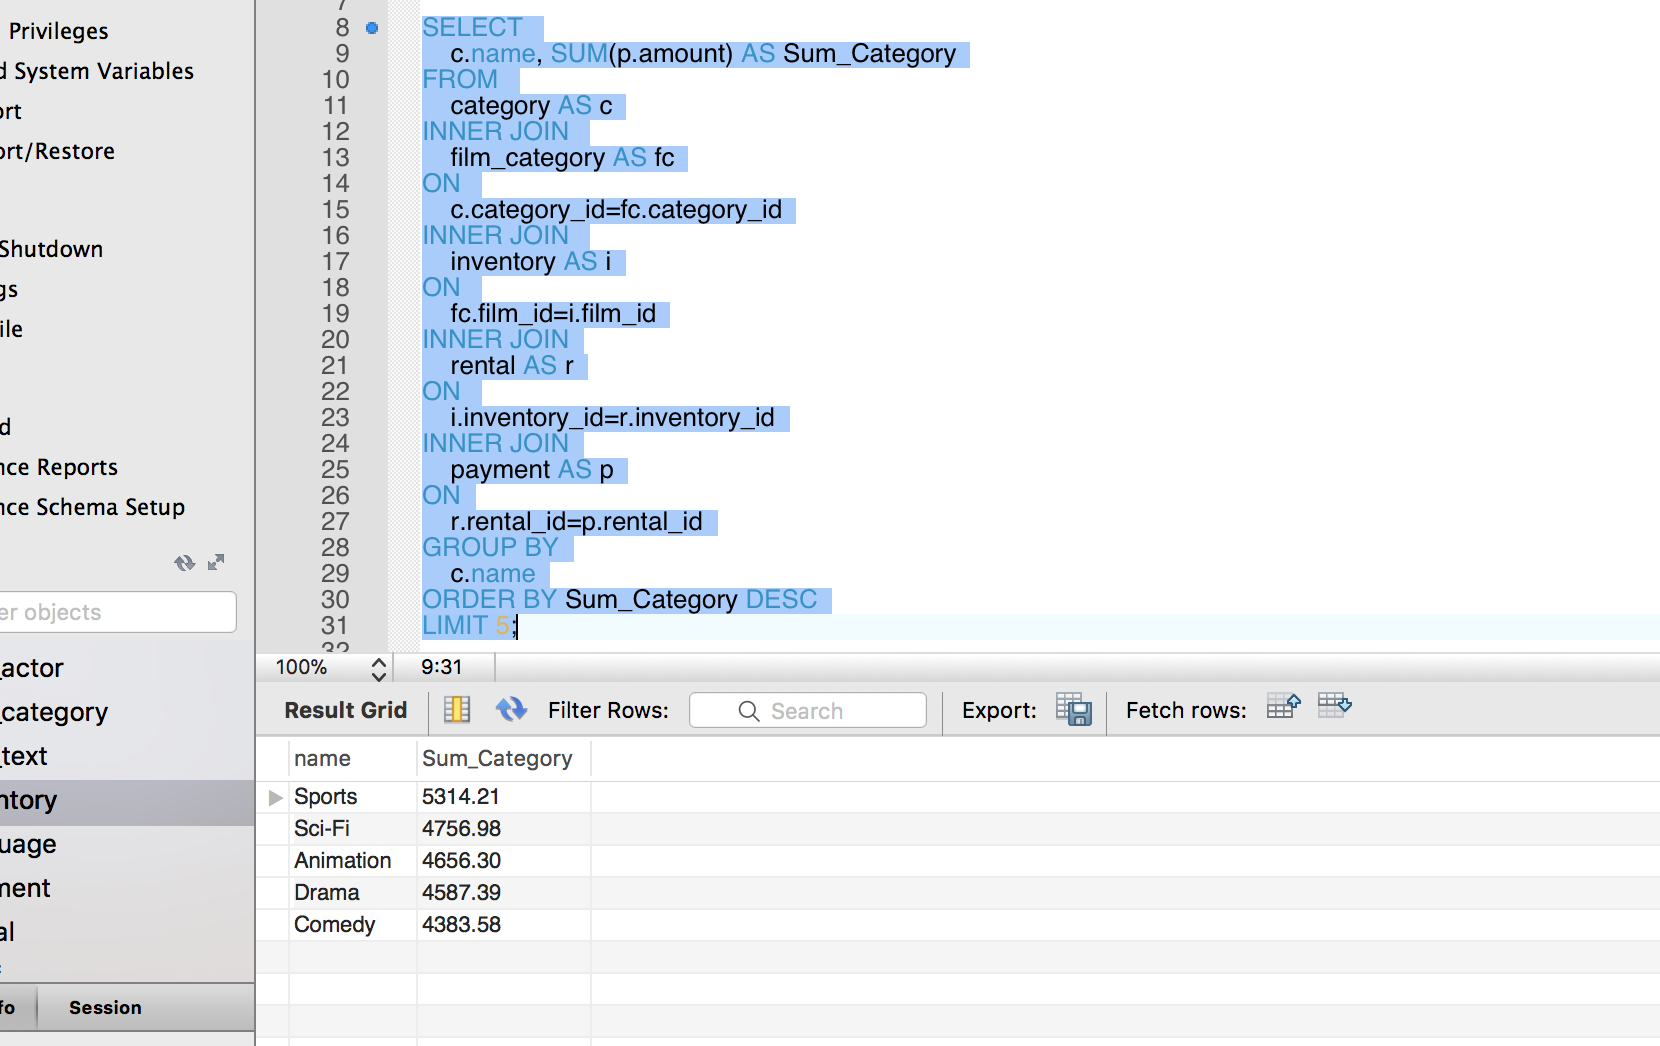 Privileges
d System Variables
ort
ort/Restore
Shutdown
gs
ile
d
nce Reports
nce Schema Setup
er objects
_actor
_category
_text
ntory
uage
ment
al
fo
Session
7
8 SELECT
9 c.name, SUM(p.amount) AS Sum_Category
10 FROM
11 category AS c
12 INNER JOIN
13 film_category AS fc
14 ON
15 c.category_id=fc.category_id
16 INNER JOIN
17 inventory AS i
18 ON
19 fc.film_id=i.film_id
20 INNER JOIN
21 rental AS r
22 ON
23 i.inventory_id=r.inventory_id
24 INNER JOIN
25 payment AS p
26 ON
27 r.rental_id=p.rental_id
28 GROUP BY
29 c.name
30 ORDER BY Sum_Category DESC
31 LIMIT 5;
32
100% 9:31
Result Grid Filter Rows: Search Export: Fetch rows:
name Sum_Category
Sports 5314.21
Sci-Fi 4756.98
Animation 4656.30
Drama 4587.39
Comedy 4383.58